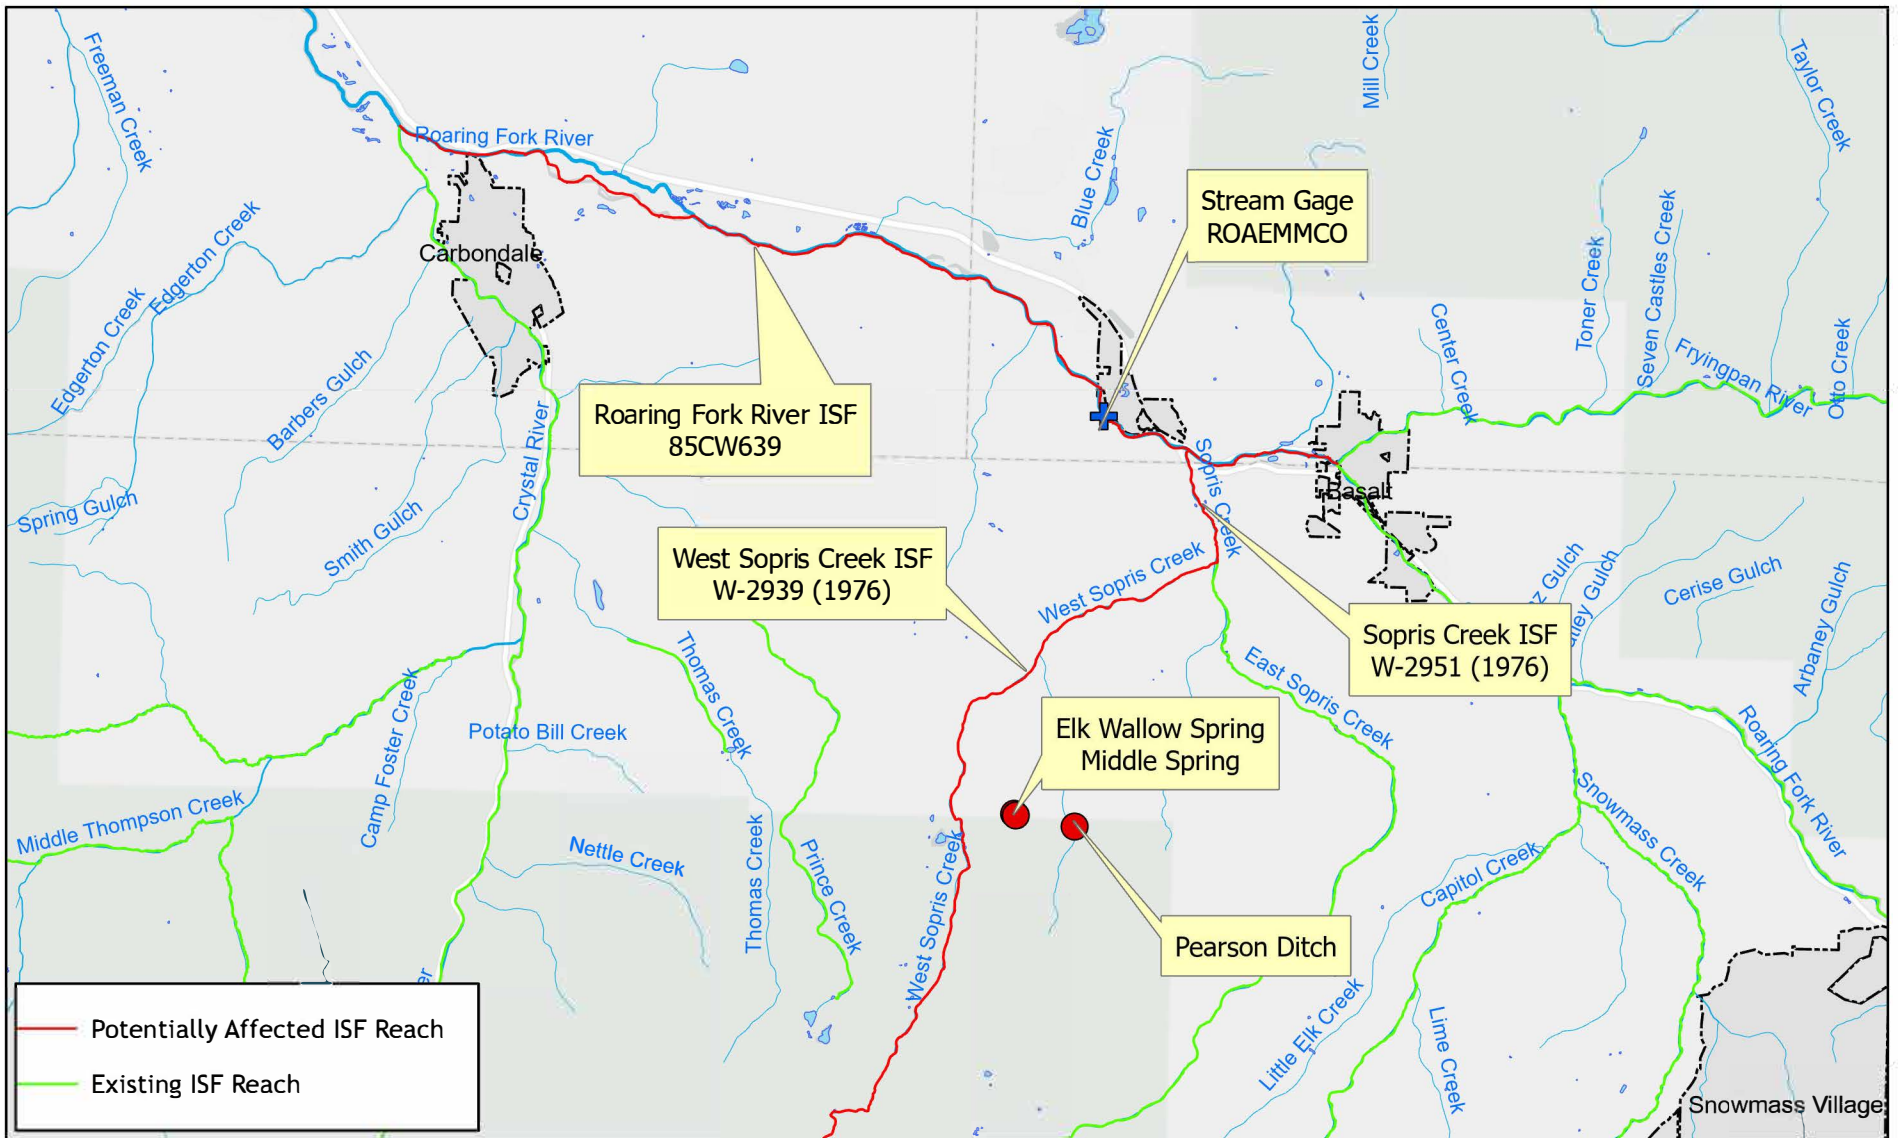 Freeman Creek
Roaring Fork River
Mill Creek
Taylor Creek
Blue Creek
Stream Gage
ROAEMMCO
Edgerton Creek
Edgerton Creek
Carbondale
Toner Creek
Seven Castles Creek
Center Creek
Fryingpan River
Otto Creek
Barbers Gulch
Roaring Fork River ISF
85CW639
Crystal River
Sopris Creek
Basalt
Spring Gulch
Smith Gulch
West Sopris Creek ISF
W-2939 (1976)
West Sopris Creek
Sopris Creek ISF
W-2951 (1976)
Cerise Gulch
Arbaney Gulch
Thomas Creek
East Sopris Creek
Camp Foster Creek
Potato Bill Creek
Elk Wallow Spring
Middle Spring
Roaring Fork River
Middle Thompson Creek
Nettle Creek
Thomas Creek
Prince Creek
West Sopris Creek
Snowmass Creek
Capitol Creek
Pearson Ditch
Little Elk Creek
Lime Creek
Snowmass Village
Potentially Affected ISF Reach
Existing ISF Reach